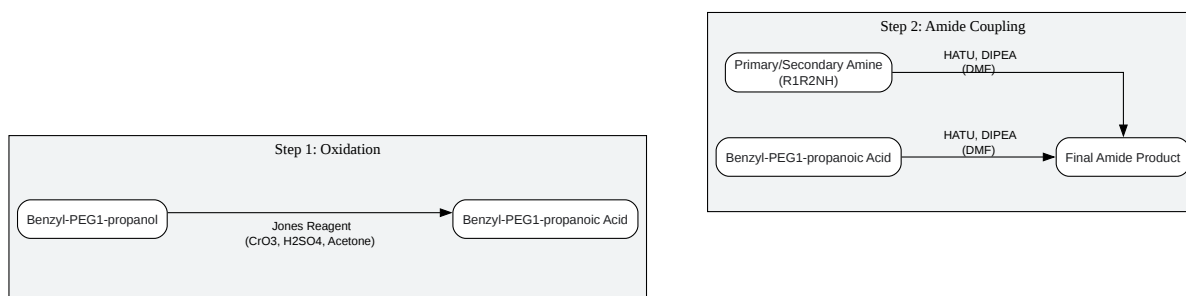 Step 1: Oxidation
Benzyl-PEG1-propanol
Jones Reagent
(CrO3, H2SO4, Acetone)
Benzyl-PEG1-propanoic Acid
Step 2: Amide Coupling
Primary/Secondary Amine
(R1R2NH)
HATU, DIPEA
(DMF)
Benzyl-PEG1-propanoic Acid
HATU, DIPEA
(DMF)
Final Amide Product